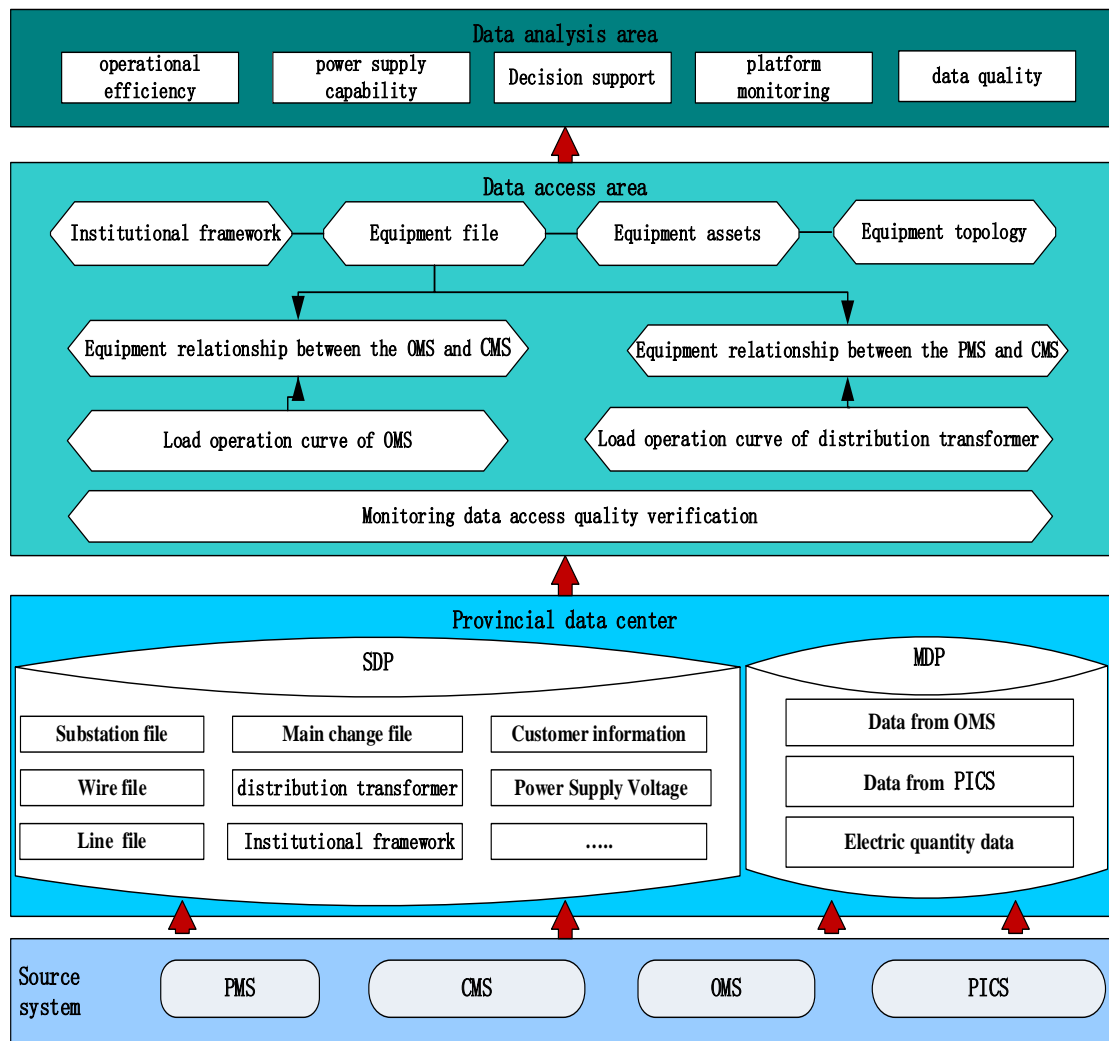 Data analysis area
operational
efficiency
power supply
capability
Decision support
platform
monitoring
data quality
Data access area
Institutional framework
Equipment file
Equipment assets
Equipment topology
Equipment relationship between the OMS and CMS
Equipment relationship between the PMS and CMS
Load operation curve of OMS
Load operation curve of distribution transformer
Monitoring data access quality verification
Provincial data center
SDP
MDP
Substation file
Main change file
Customer information
Wire file
distribution transformer
Power Supply Voltage
Line file
Institutional framework
.....
Data from OMS
Data from PICS
Electric quantity data
Source
system
PMS
CMS
OMS
PICS